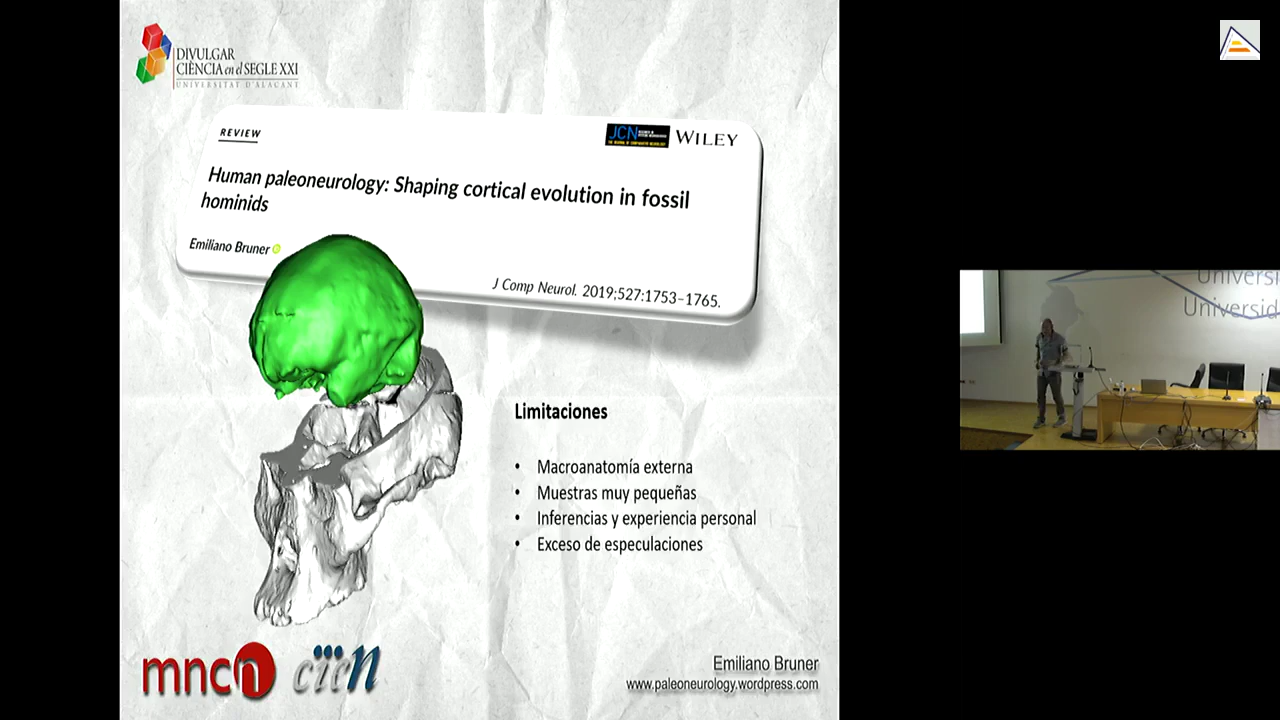 DIVULGAR
CIÈNCIA en el SEGLE XXI
UNIVERSITAT D'ALACANT
REVIEW
JCN
WILEY
Human paleoneurology: Shaping cortical evolution in fossil
hominids
Emiliano Bruner
J Comp Neurol. 2019;527:1753–1765.
Limitaciones
• Macroanatomía externa
• Muestras muy pequeñas
• Inferencias y experiencia personal
• Exceso de especulaciones
mncn
cien
Emiliano Bruner
www.paleoneurology.wordpress.com
Universi
Universid